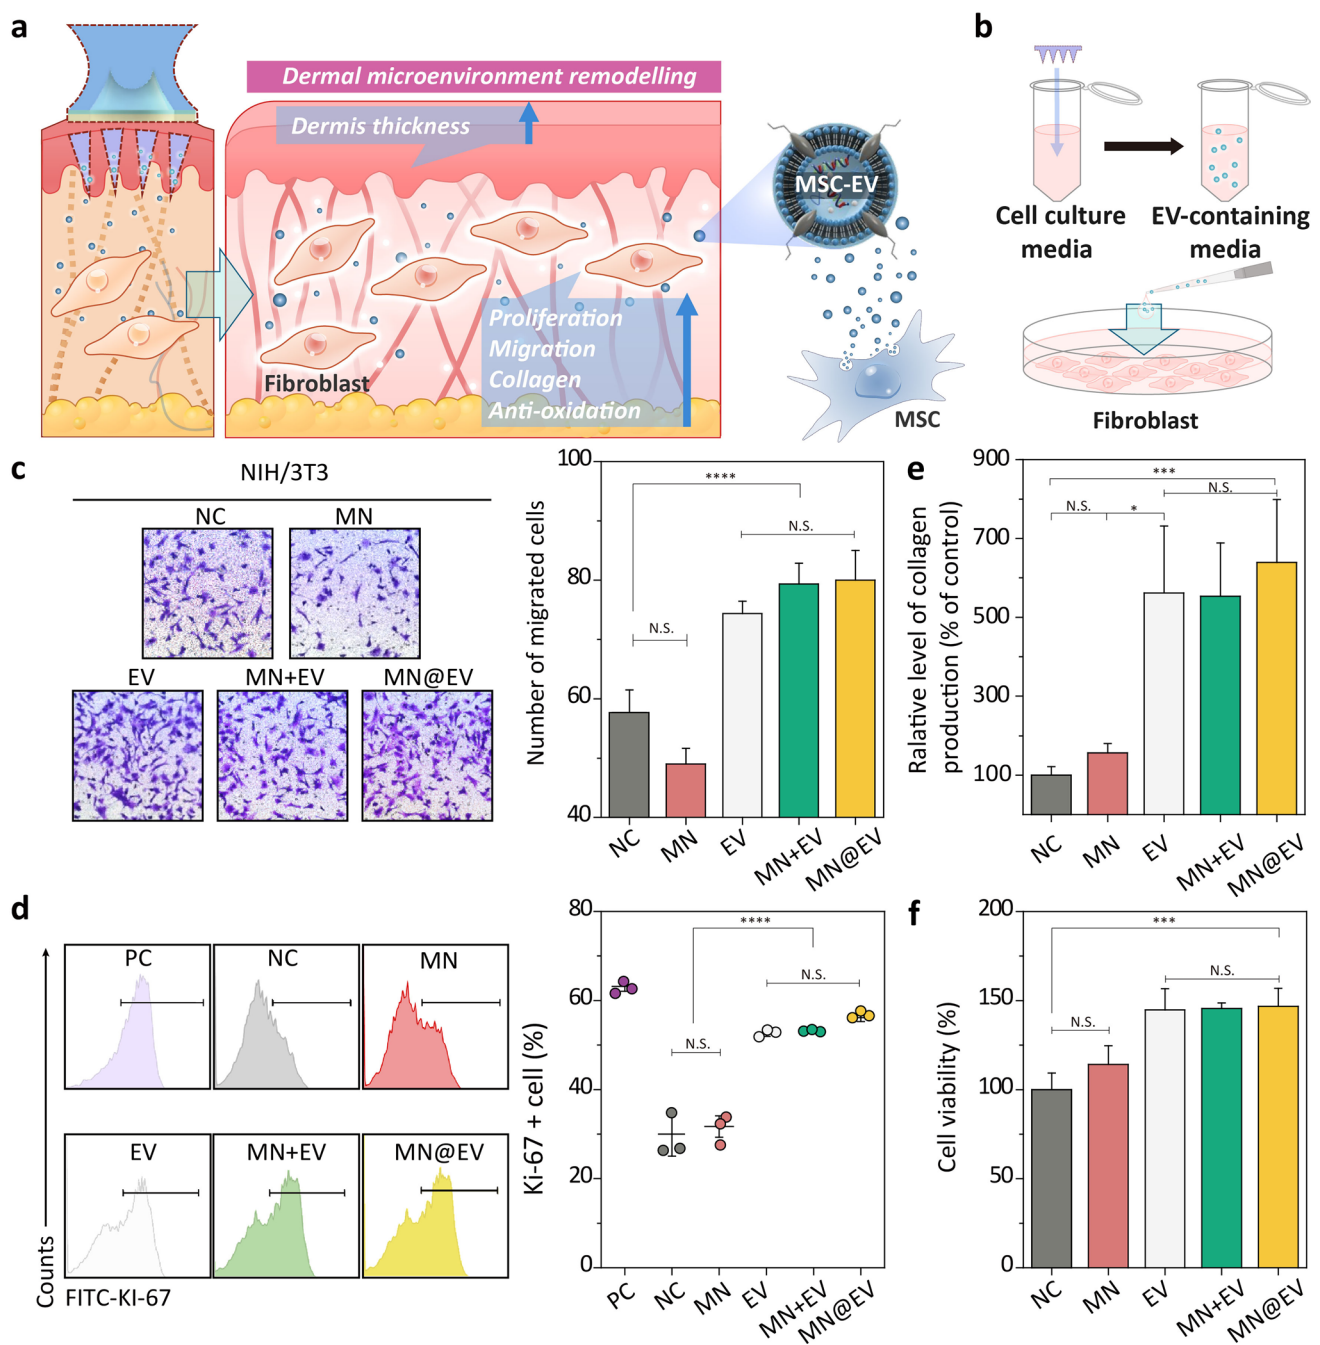 a
Dermal microenvironment remodelling
Dermis thickness
MSC-EV
Proliferation
Migration
Collagen
Anti-oxidation
Fibroblast
MSC
b
Cell culture
media
EV-containing
media
Fibroblast
c
NIH/3T3
NC
MN
EV
MN+EV
MN@EV
Number of migrated cells
100
80
60
40
****
N.S.
N.S.
NC
MN
EV
MN+EV
MN@EV
e
Ralative level of collagen
production (% of control)
900
700
500
300
100
***
N.S.
N.S.
*
NC
MN
EV
MN+EV
MN@EV
d
PC
NC
MN
EV
MN+EV
MN@EV
Counts
FITC-KI-67
Ki-67 + cell (%)
80
60
40
20
0
****
N.S.
N.S.
PC
NC
MN
EV
MN+EV
MN@EV
f
Cell viability (%)
200
150
100
50
0
***
N.S.
N.S.
NC
MN
EV
MN+EV
MN@EV